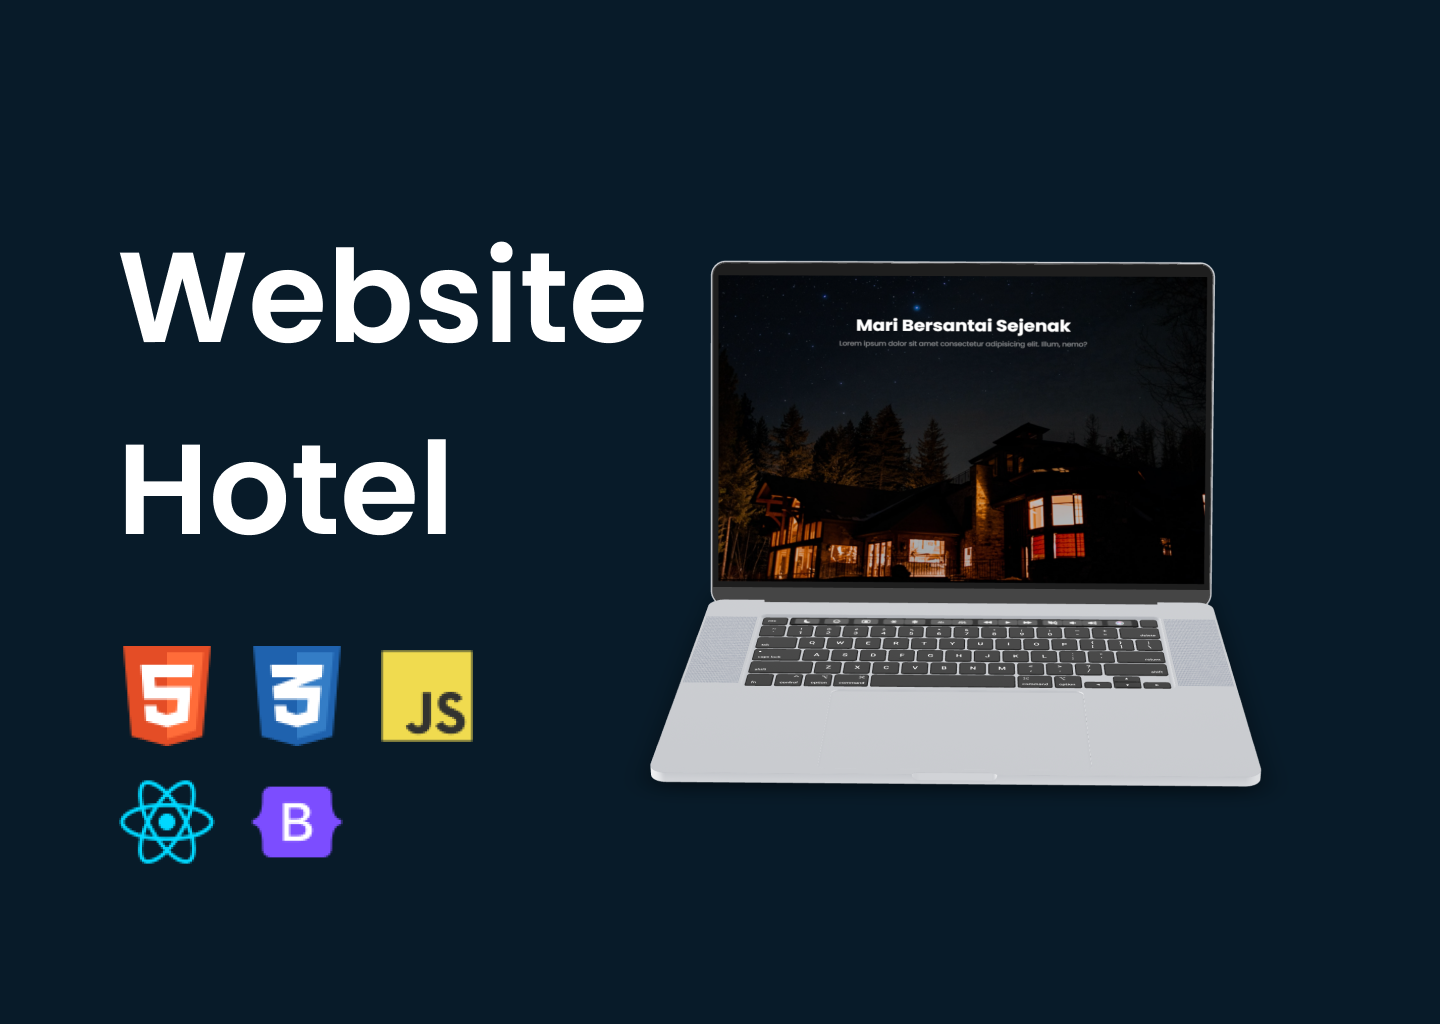 Website
Hotel
Mari Bersantai Sejenak
Lorem ipsum dolor sit amet consectetur adipisicing elit. Illum, nemo?
5
3
JS
B